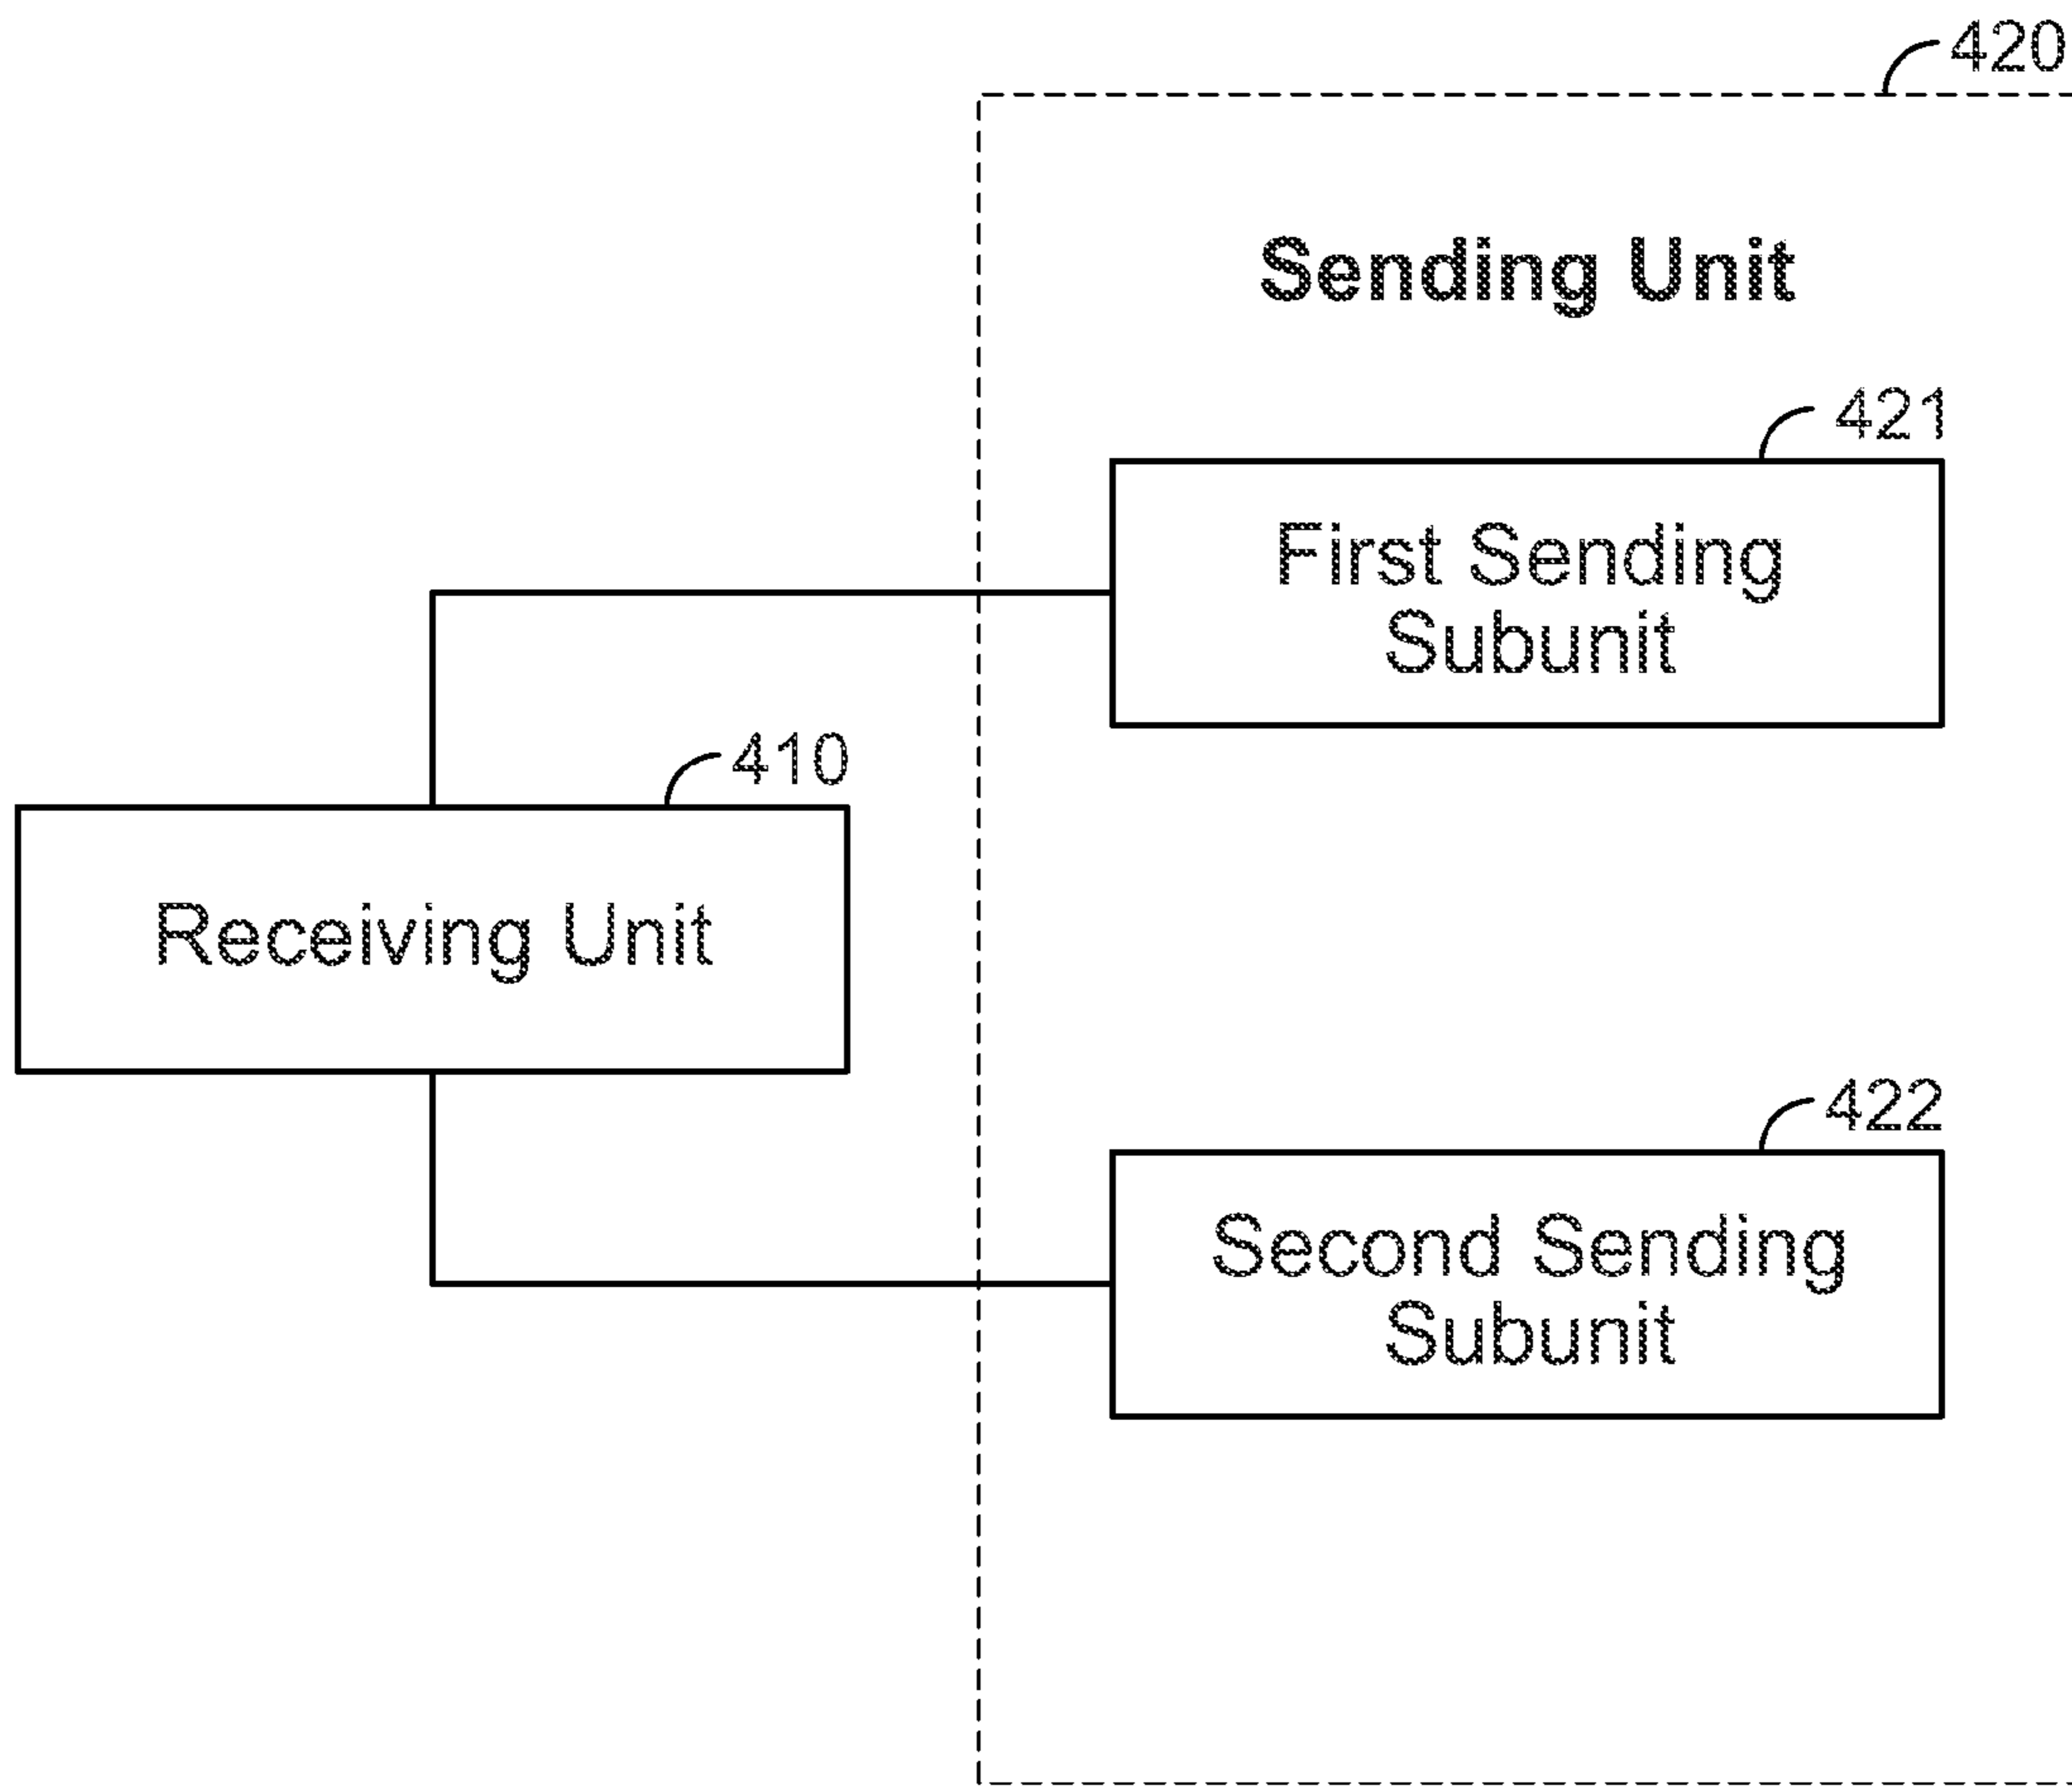 420
Sending Unit
421
First Sending
Subunit
410
Receiving Unit
422
Second Sending
Subunit